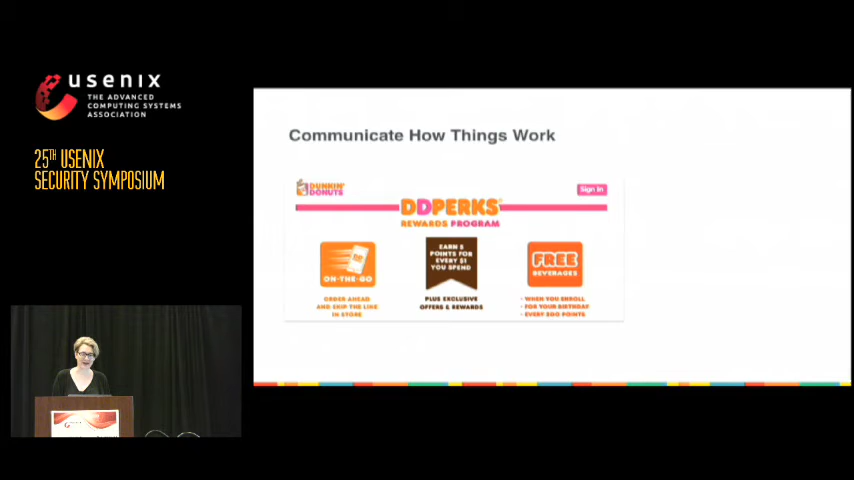 usenix
THE ADVANCED
COMPUTING SYSTEMS
ASSOCIATION
25TH USENIX
SECURITY SYMPOSIUM
Communicate How Things Work
DUNKIN'
DONUTS
Sign In
DDPERKS
REWARDS PROGRAM
ON-THE-GO
ORDER AHEAD
AND SKIP THE LINE
IN STORE
EARN 5
POINTS FOR
EVERY $1
YOU SPEND
PLUS EXCLUSIVE
OFFERS & REWARDS
FREE
BEVERAGES
• WHEN YOU ENROLL
• FOR YOUR BIRTHDAY
• EVERY 200 POINTS